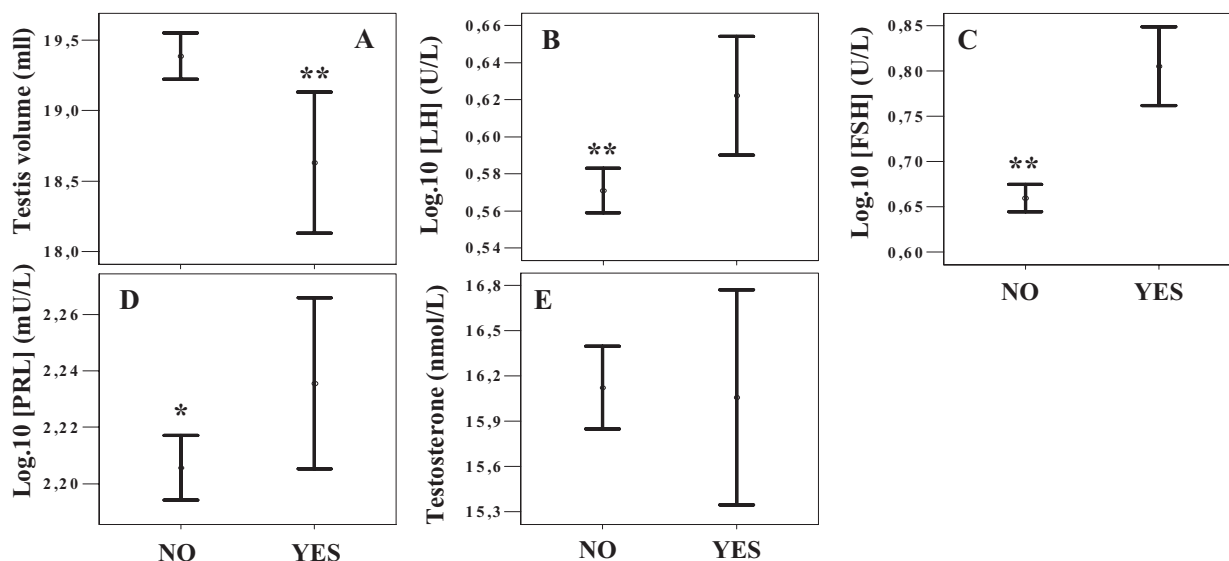 A
Testis volume (mll)
19,5
19,0
18,5
18,0
**
B
Log.10 [LH] (U/L)
0,66
0,64
0,62
0,60
0,58
0,56
0,54
**
C
Log.10 [FSH] (U/L)
0,85
0,80
0,75
0,70
0,65
0,60
**
NO YES
D
Log.10 [PRL] (mU/L)
2,26
2,24
2,22
2,20
*
NO YES
E
Testosterone (nmol/L)
16,8
16,5
16,2
15,9
15,6
15,3
NO YES